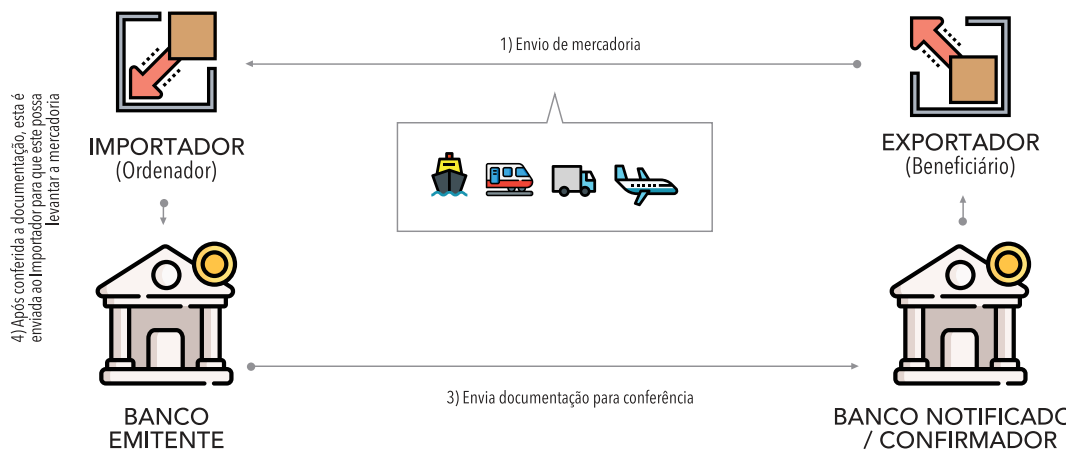 1) Envio de mercadoria
4) Após conferida a documentação, esta é
enviada ao Importador para que este possa
levantar a mercadoria
IMPORTADOR
(Ordenador)
EXPORTADOR
(Beneficiário)
3) Envia documentação para conferência
BANCO
EMITENTE
BANCO NOTIFICADO
/ CONFIRMADOR